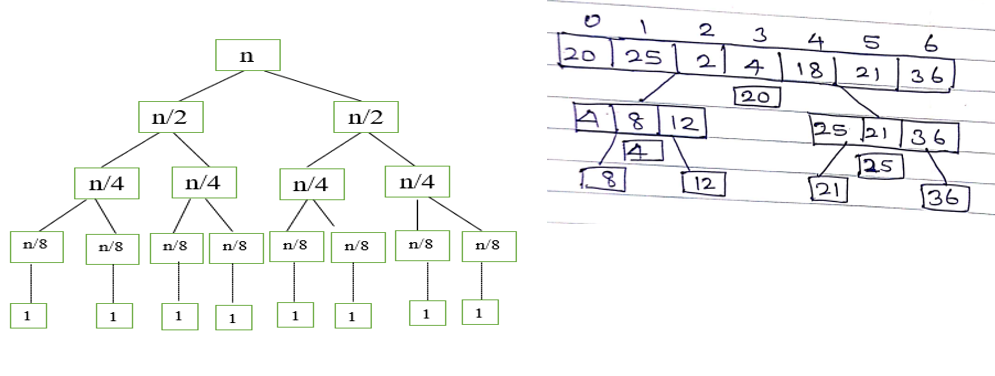 n
n/2 n/2
n/4 n/4 n/4 n/4
n/8 n/8 n/8 n/8 n/8 n/8 n/8 n/8
1 1 1 1 1 1 1 1
0 1 2 3 4 5 6
20 25 2 4 18 21 36
20
4 8 12 25 21 36
4 25
8 12 21 36